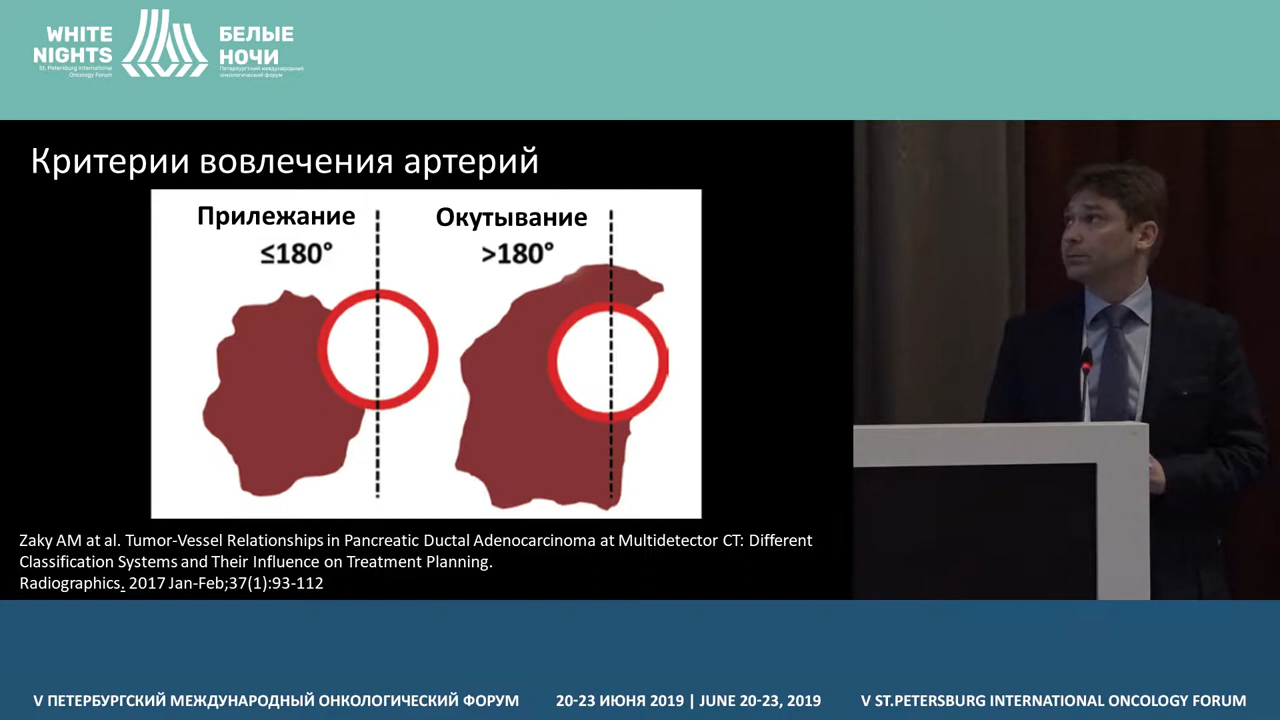 WHITE
NIGHTS
St. Petersburg International
Oncology Forum
БЕЛЫЕ
НОЧИ
Петербургский международный
онкологический форум
Критерии вовлечения артерий
Прилежание
≤180°
Окутывание
>180°
Zaky AM at al. Tumor-Vessel Relationships in Pancreatic Ductal Adenocarcinoma at Multidetector CT: Different
Classification Systems and Their Influence on Treatment Planning.
Radiographics. 2017 Jan-Feb;37(1):93-112
V ПЕТЕРБУРГСКИЙ МЕЖДУНАРОДНЫЙ ОНКОЛОГИЧЕСКИЙ ФОРУМ
20-23 ИЮНЯ 2019 | JUNE 20-23, 2019
V ST.PETERSBURG INTERNATIONAL ONCOLOGY FORUM